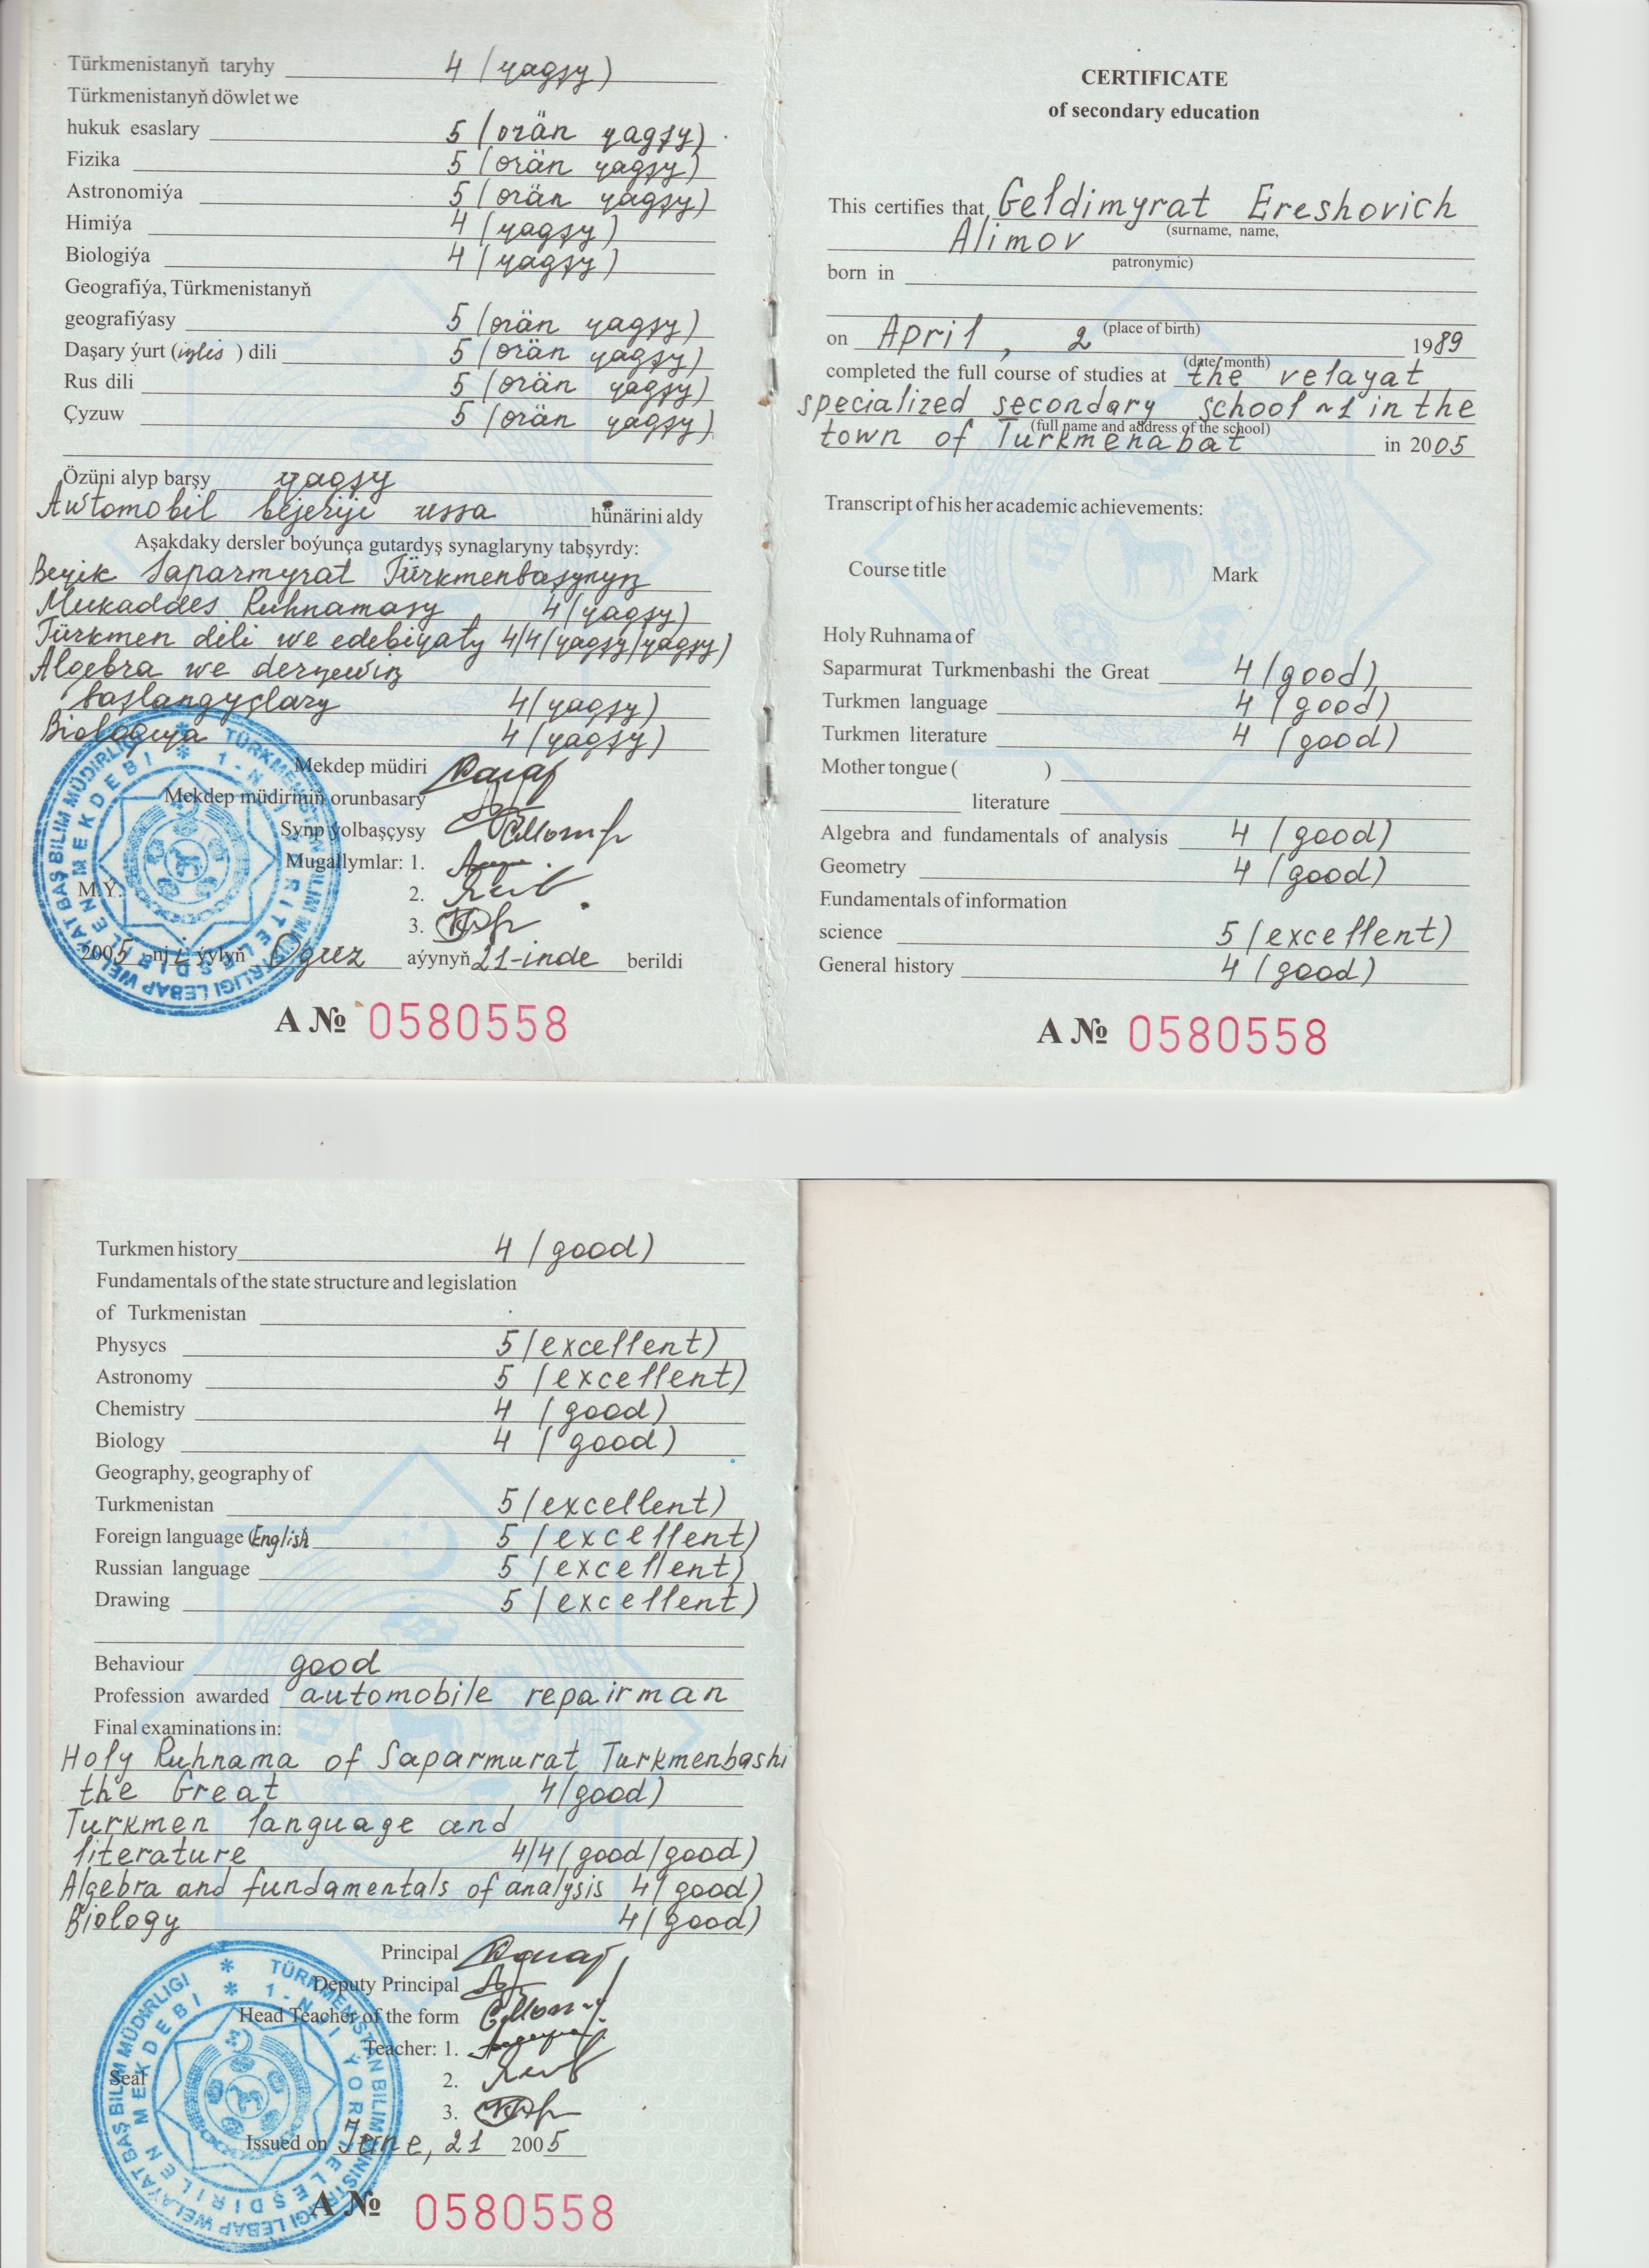 Türkmenistanyň taryhy 4 (ýagşy)
Türkmenistanyň döwlet we
hukuk esaslary 5 (örän ýagşy)
Fizika 5 (örän ýagşy)
Astronomiýa 5 (örän ýagşy)
Himiýa 4 (ýagşy)
Biologiýa 4 (ýagşy)
Geografiýa, Türkmenistanyň
geografiýasy 5 (örän ýagşy)
Daşary ýurt (iňlis) dili 5 (örän ýagşy)
Rus dili 5 (örän ýagşy)
Çyzuw 5 (örän ýagşy)
Özüni alyp barşy ýagşy
Awtomobil bejeriji ussa hünärini aldy
Aşakdaky dersler boýunça gutardyş synaglaryny tabşyrdy:
Beýik Saparmyrat Türkmenbaşynyň
Mukaddes Ruhnamasy 4 (ýagşy)
Türkmen dili we edebiýaty 4/4 (ýagşy/ýagşy)
Algebra we derňewiň
başlangyçlary 4 (ýagşy)
Biologiýa 4 (ýagşy)
Mekdep müdiri
Mekdep müdiriniň orunbasary
Synp ýolbaşçysy
Mugallymlar: 1.
M.Ý. 2.
3.
2005 -nji ýylyň Oguz aýynyň 21-inde berildi
TÜRKMENISTAN BILIM MINISTRLIGI LEBAP WELAÝAT BAŞ BILIM MÜDIRLIGI
1-NJI ÝÖRITELEŞDIRILEN MEKDEBI
A № 0580558
CERTIFICATE
of secondary education
This certifies that Geldimyrat Ereshovich
(surname, name,
Alimov
patronymic)
born in
(place of birth)
on April, 2 1989
(date/month)
completed the full course of studies at the velayat
specialized secondary school ~1 in the
(full name and address of the school)
town of Turkmenabat in 2005
Transcript of his her academic achievements:
Course title Mark
Holy Ruhnama of
Saparmurat Turkmenbashi the Great 4 (good)
Turkmen language 4 (good)
Turkmen literature 4 (good)
Mother tongue ( )
literature
Algebra and fundamentals of analysis 4 (good)
Geometry 4 (good)
Fundamentals of information
science 5 (excellent)
General history 4 (good)
A № 0580558
Turkmen history 4 (good)
Fundamentals of the state structure and legislation
of Turkmenistan
Physycs 5 (excellent)
Astronomy 5 (excellent)
Chemistry 4 (good)
Biology 4 (good)
Geography, geography of
Turkmenistan 5 (excellent)
Foreign language (English 5 (excellent)
Russian language 5 (excellent)
Drawing 5 (excellent)
Behaviour good
Profession awarded automobile repairman
Final examinations in:
Holy Ruhnama of Saparmurat Turkmenbashi
the Great 4 (good)
Turkmen language and
literature 4/4 (good/good)
Algebra and fundamentals of analysis 4 (good)
Biology 4 (good)
Principal
Deputy Principal
Head Teacher of the form
Teacher: 1.
Seal 2.
3.
Issued on June, 21 2005
TÜRKMENISTAN BILIM MINISTRLIGI LEBAP WELAÝAT BAŞ BILIM MÜDIRLIGI
1-NJI ÝÖRITELEŞDIRILEN MEKDEBI
A № 0580558